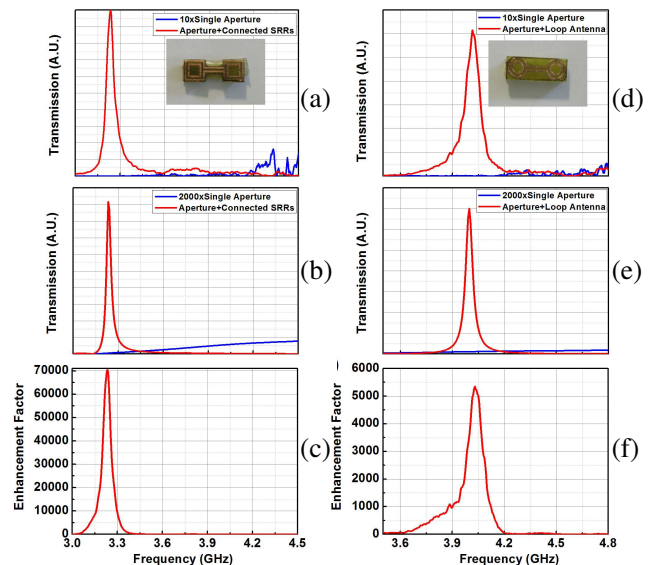 10xSingle Aperture
Aperture+Connected SRRs
Transmission (A.U.)
(a)
10xSingle Aperture
Aperture+Loop Antenna
Transmission (A.U.)
(d)
2000xSingle Aperture
Aperture+Connected SRRs
Transmission (A.U.)
(b)
2000xSingle Aperture
Aperture+Loop Antenna
Transmission (A.U.)
(e)
70000
60000
50000
40000
30000
20000
10000
0
Enhancement Factor
(c)
3.0 3.3 3.6 3.9 4.2 4.5
Frequency (GHz)
6000
5000
4000
3000
2000
1000
0
Enhancement Factor
(f)
3.6 3.9 4.2 4.5 4.8
Frequency (GHz)